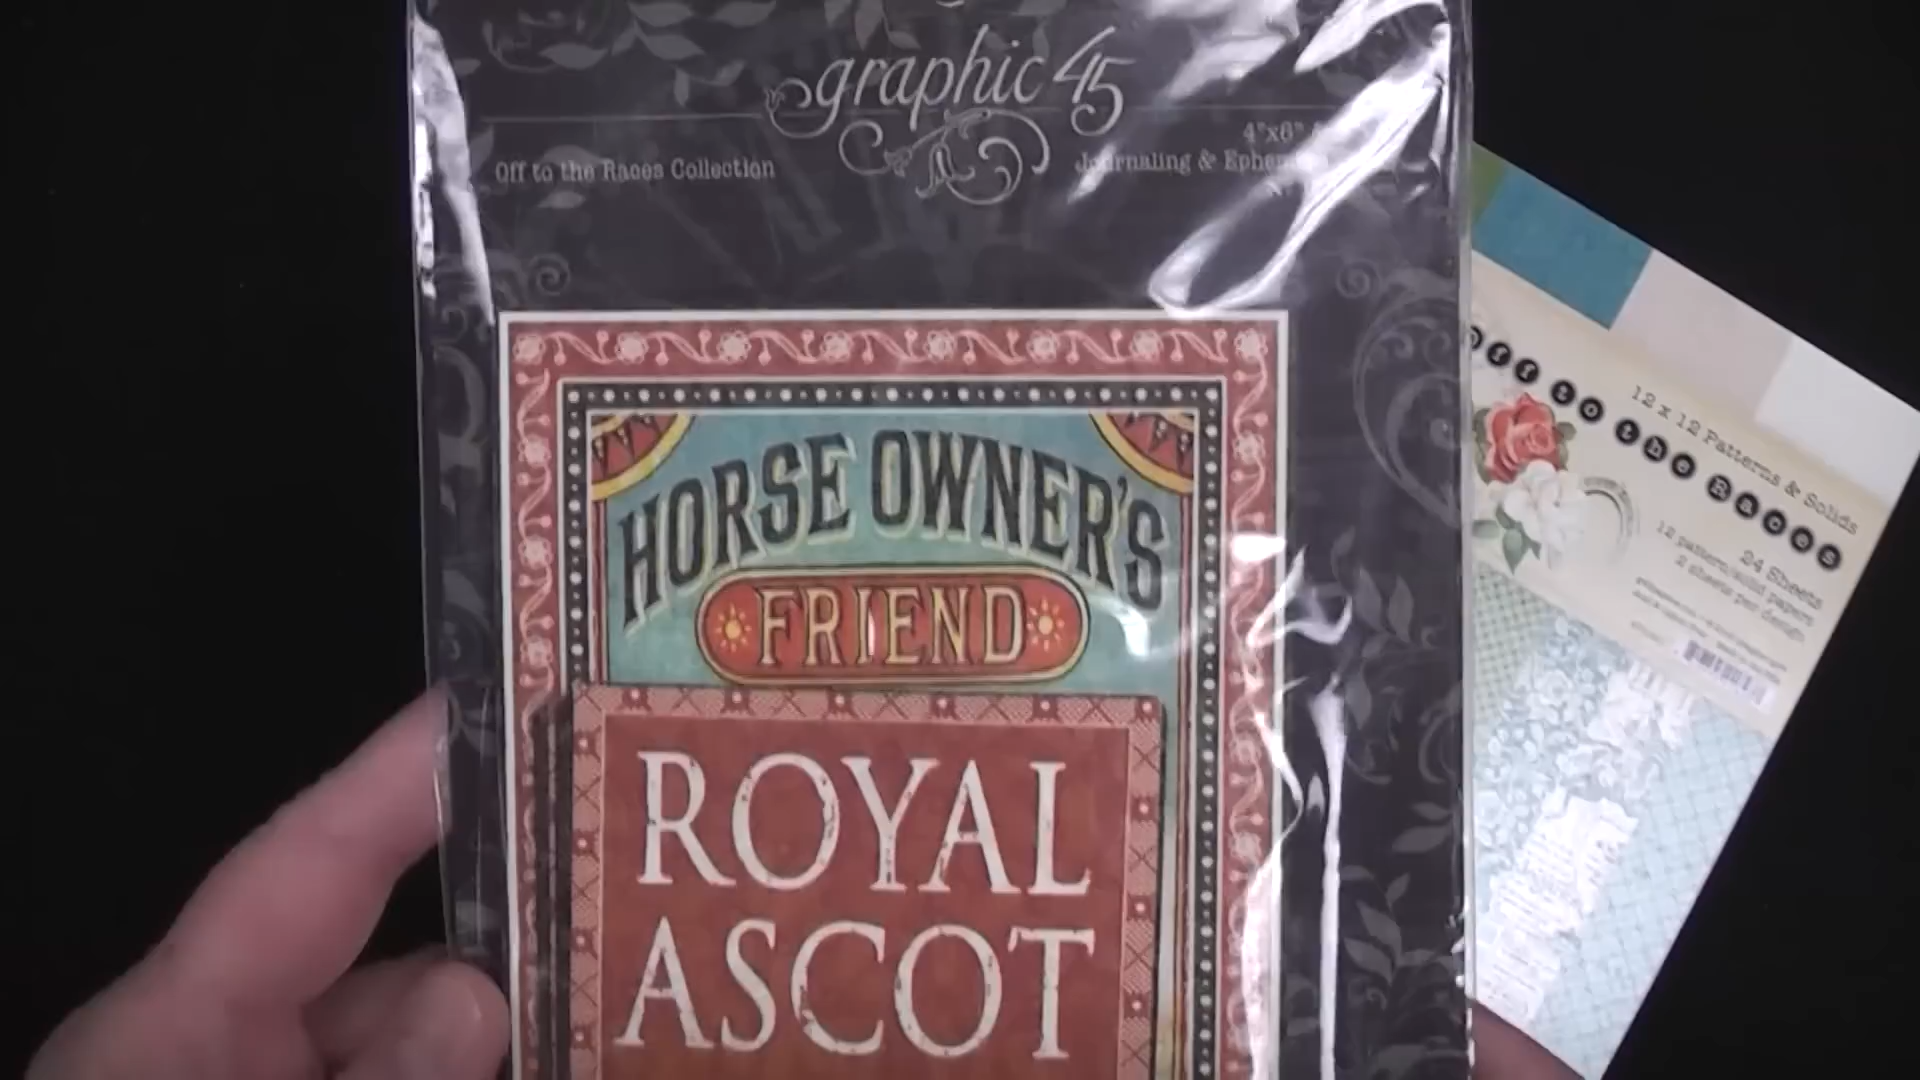 graphic 45
4"x6"
Off to the Races Collection
Journaling &
HORSE OWNER'S
FRIEND
ROYAL
ASCOT
12 x 12 Patterns & Solids
off to the Races
24 Sheets
12 pattern/solid papers
2 sheets per design